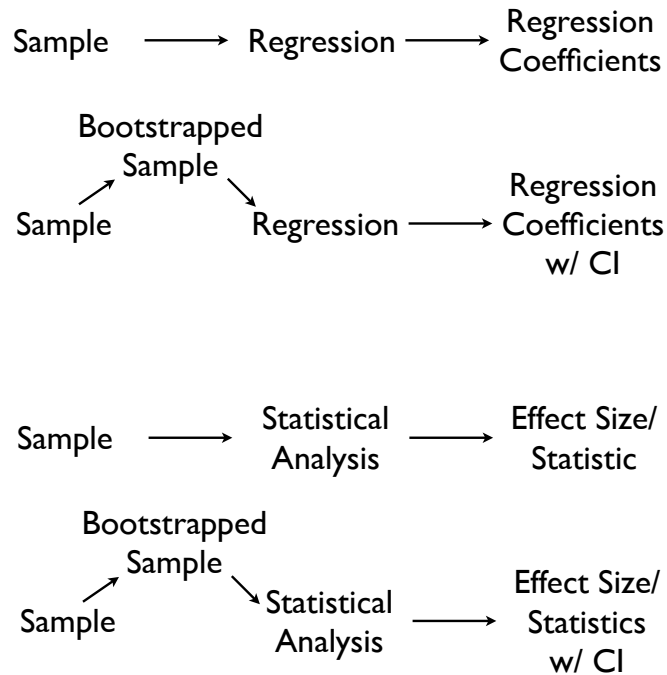 Sample
Regression
Regression
Coefficients
Bootstrapped
Sample
Sample
Regression
Regression
Coefficients
w/ CI
Sample
Statistical
Analysis
Effect Size/
Statistic
Bootstrapped
Sample
Sample
Statistical
Analysis
Effect Size/
Statistics
w/ CI